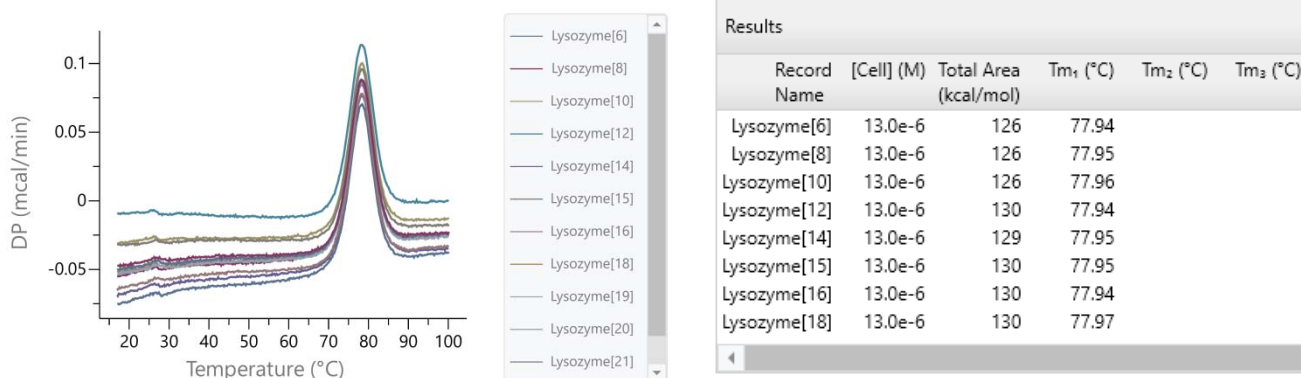 DP (mcal/min)
0.1
0.05
0
-0.05
20 30 40 50 60 70 80 90 100
Temperature (°C)
Lysozyme[6]
Lysozyme[8]
Lysozyme[10]
Lysozyme[12]
Lysozyme[14]
Lysozyme[15]
Lysozyme[16]
Lysozyme[18]
Lysozyme[19]
Lysozyme[20]
Lysozyme[21]
Results
Record Name [Cell] (M) Total Area (kcal/mol) Tm₁ (°C) Tm₂ (°C) Tm₃ (°C)
Lysozyme[6] 13.0e-6 126 77.94
Lysozyme[8] 13.0e-6 126 77.95
Lysozyme[10] 13.0e-6 126 77.96
Lysozyme[12] 13.0e-6 130 77.94
Lysozyme[14] 13.0e-6 129 77.95
Lysozyme[15] 13.0e-6 130 77.95
Lysozyme[16] 13.0e-6 130 77.94
Lysozyme[18] 13.0e-6 130 77.97